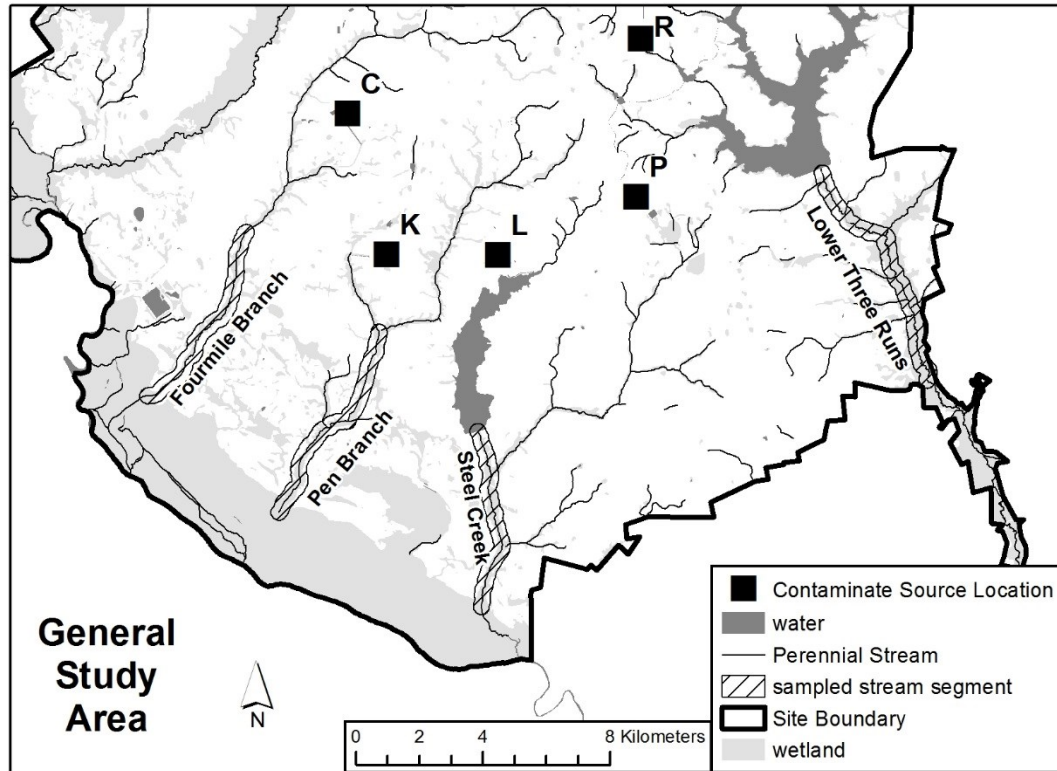 R
C
P
K
L
Lower Three Runs
Fourmile Branch
Pen Branch
Steel Creek
General
Study
Area
N
0 2 4 8 Kilometers
Contaminate Source Location
water
Perennial Stream
sampled stream segment
Site Boundary
wetland